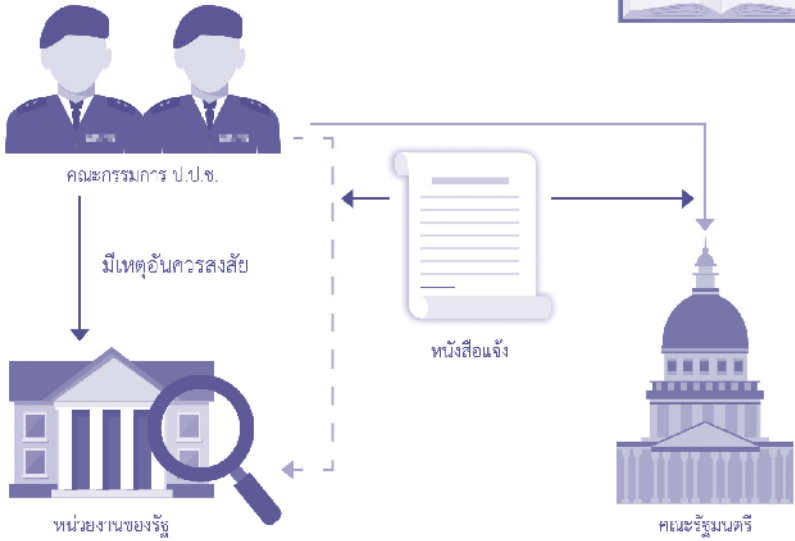 คณะกรรมการ ป.ป.ช.
มีเหตุอันควรสงสัย
หนังสือแจ้ง
หน่วยงานของรัฐ
คณะรัฐมนตรี